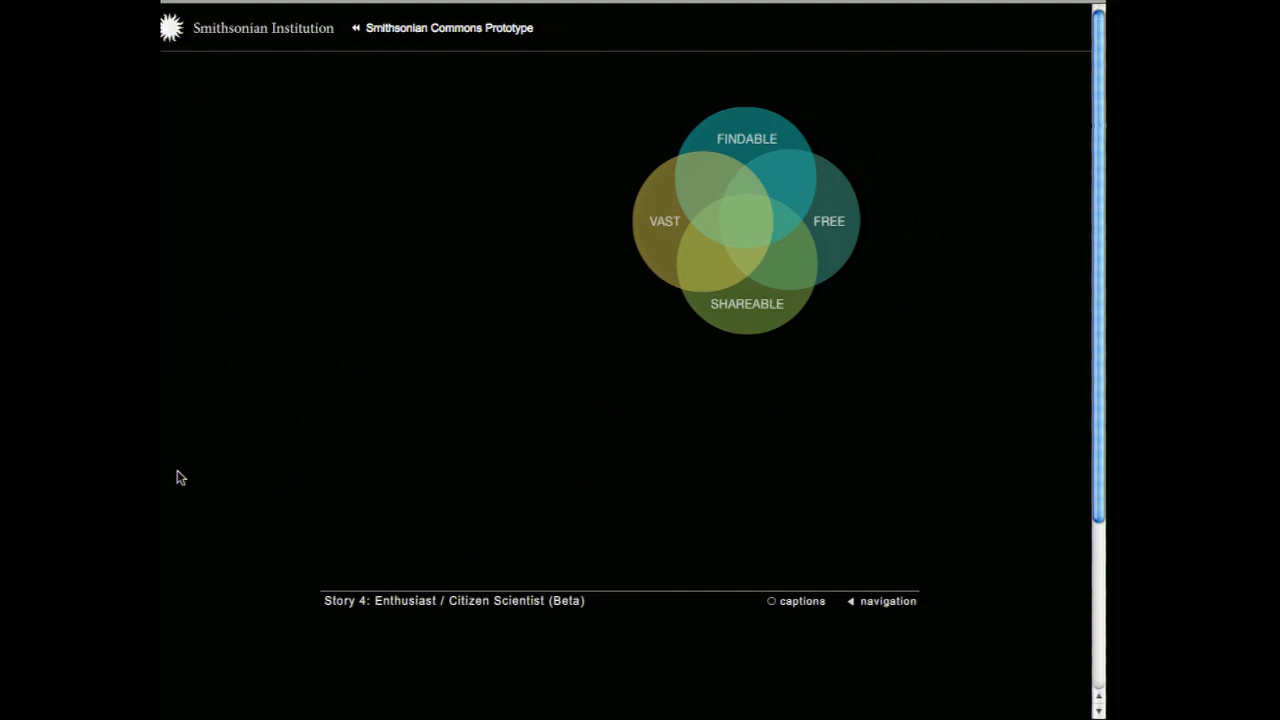 Smithsonian Institution
Smithsonian Commons Prototype
FINDABLE
VAST
FREE
SHAREABLE
Story 4: Enthusiast / Citizen Scientist (Beta)
captions
navigation